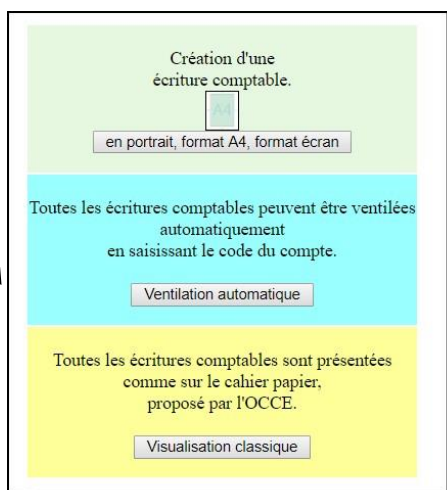 Création d'une
écriture comptable.
A4
en portrait, format A4, format écran
Toutes les écritures comptables peuvent être ventilées
automatiquement
en saisissant le code du compte.
Ventilation automatique
Toutes les écritures comptables sont présentées
comme sur le cahier papier,
proposé par l'OCCE.
Visualisation classique